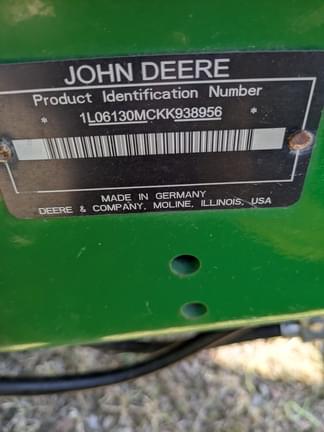 JOHN DEERE
Product Identification Number
* 1L06130MCKK938956 *
MADE IN GERMANY
DEERE & COMPANY, MOLINE, ILLINOIS, USA